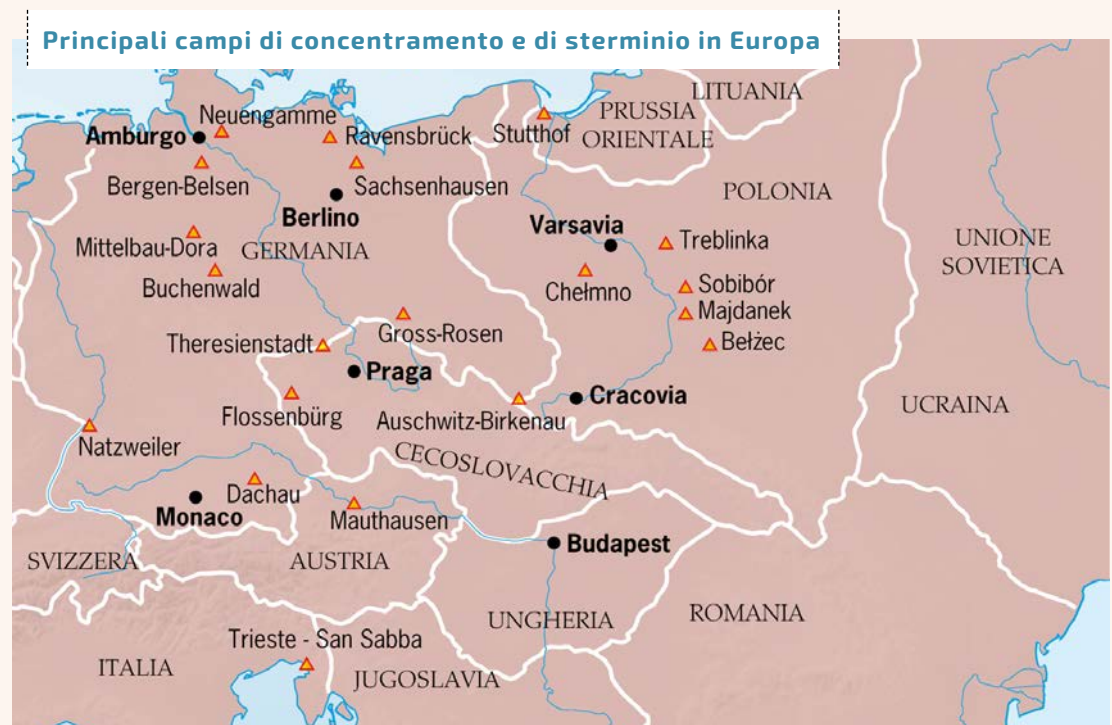 Principali campi di concentramento e di sterminio in Europa
LITUANIA
PRUSSIA
ORIENTALE
Neuengamme
Amburgo
Ravensbrück
Stutthof
Bergen-Belsen
Sachsenhausen
POLONIA
Berlino
Varsavia
Mittelbau-Dora
GERMANIA
Treblinka
UNIONE
SOVIETICA
Buchenwald
Chełmno
Sobibór
Majdanek
Theresienstadt
Gross-Rosen
Bełżec
Praga
Cracovia
Flossenbürg
Auschwitz-Birkenau
UCRAINA
Natzweiler
CECOSLOVACCHIA
Dachau
Monaco
Mauthausen
Budapest
SVIZZERA
AUSTRIA
UNGHERIA
ROMANIA
Trieste - San Sabba
ITALIA
JUGOSLAVIA